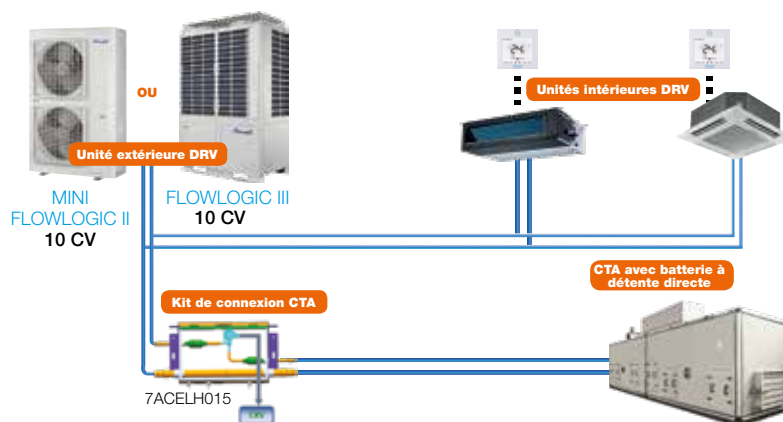 OU
Unités intérieures DRV
Unité extérieure DRV
MINI
FLOWLOGIC II
10 CV
FLOWLOGIC III
10 CV
CTA avec batterie à
détente directe
Kit de connexion CTA
7ACELH015